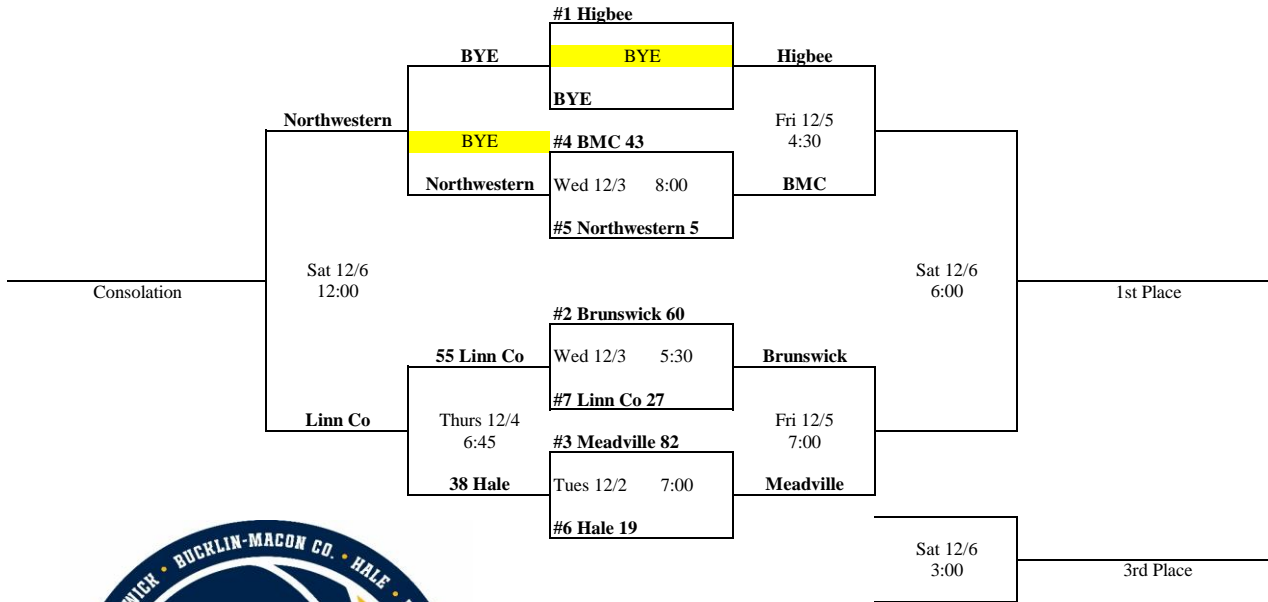 #1 Higbee
BYE
BYE
Higbee
BYE
Northwestern
Fri 12/5
4:30
BYE
#4 BMC 43
Northwestern
Wed 12/3 8:00
BMC
#5 Northwestern 5
Sat 12/6
12:00
Sat 12/6
6:00
Consolation
1st Place
#2 Brunswick 60
55 Linn Co
Wed 12/3 5:30
Brunswick
#7 Linn Co 27
Linn Co
Thurs 12/4
6:45
Fri 12/5
7:00
#3 Meadville 82
38 Hale
Tues 12/2 7:00
Meadville
#6 Hale 19
Sat 12/6
3:00
3rd Place
WICK • BUCKLIN-MACON CO. • HALE •